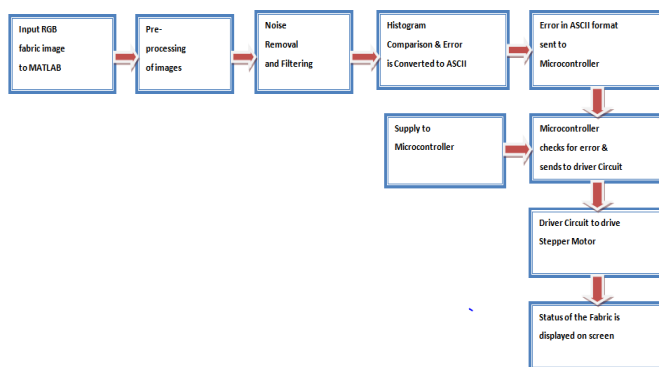 Input RGB
fabric image
to MATLAB
Pre-
processing
of images
Noise
Removal
and Filtering
Histogram
Comparison & Error
is Converted to ASCII
Error in ASCII format
sent to
Microcontroller
Supply to
Microcontroller
Microcontroller
checks for error &
sends to driver Circuit
Driver Circuit to drive
Stepper Motor
Status of the Fabric is
displayed on screen